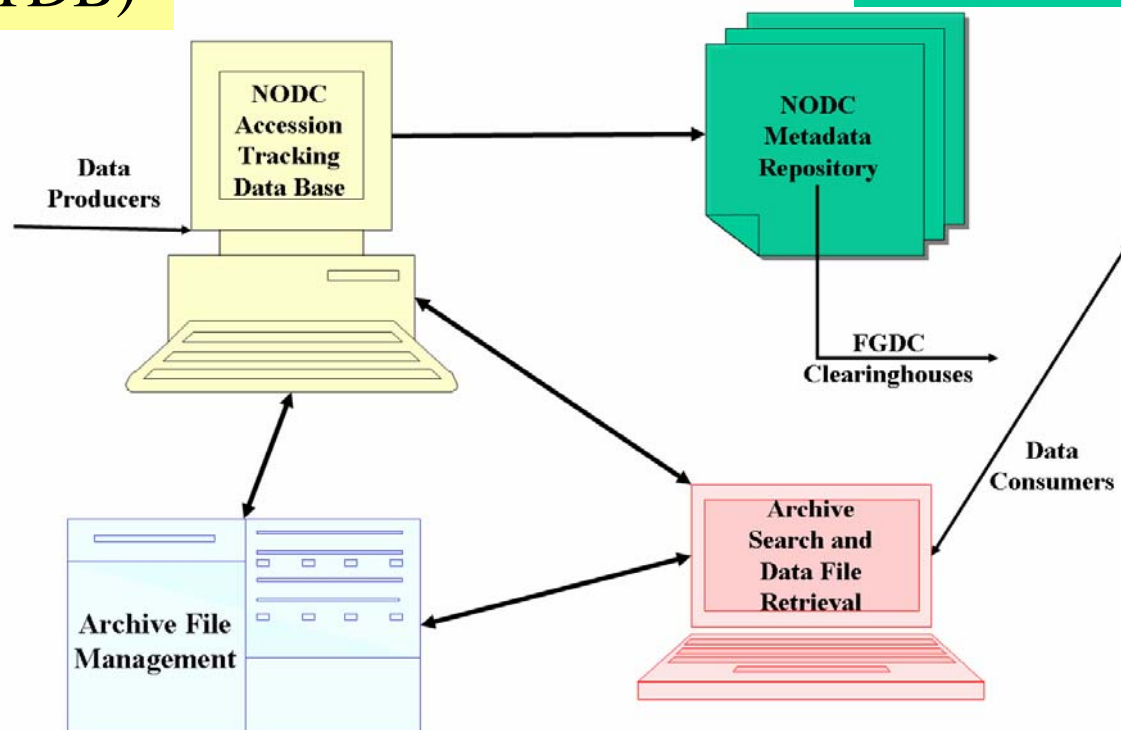 NODC
Accession
Tracking
Data Base
NODC
Metadata
Repository
Data
Producers
FGDC
Clearinghouses
Data
Consumers
Archive
Search and
Data File
Retrieval
Archive File
Management